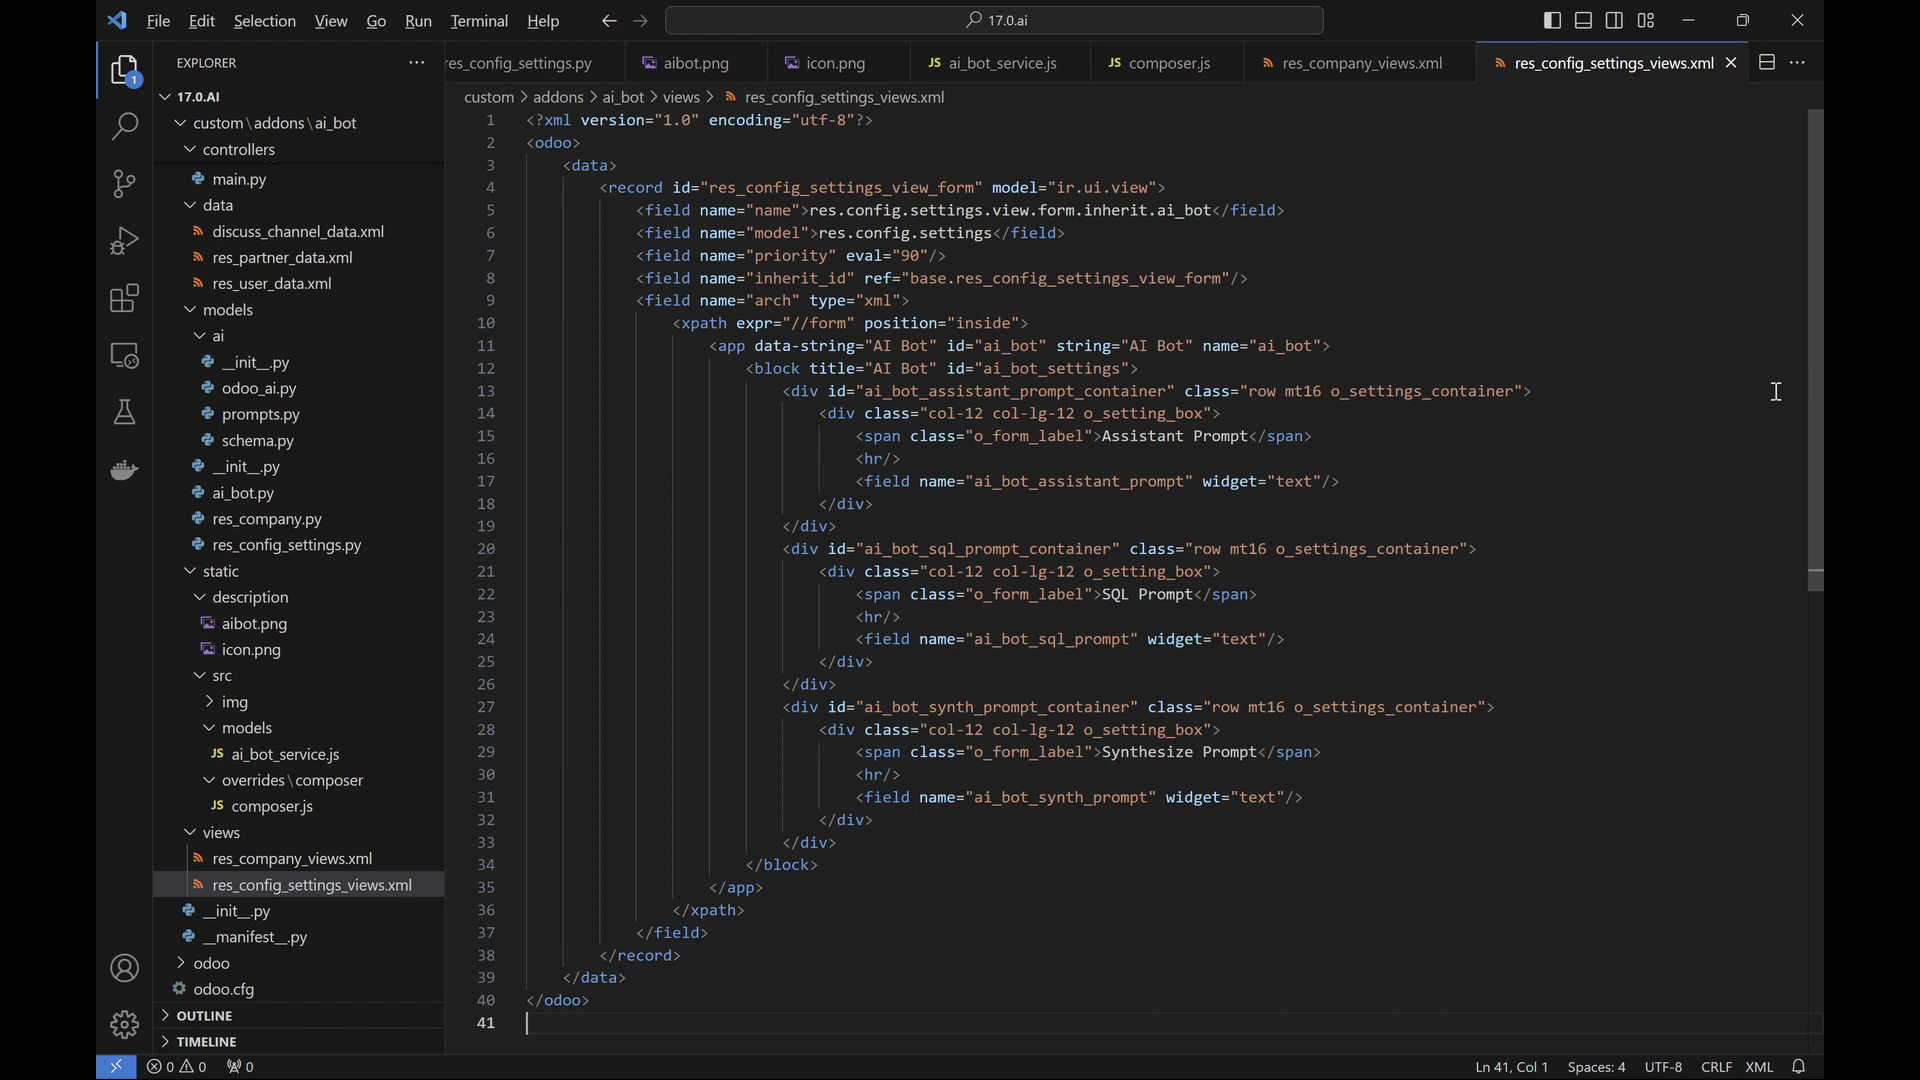 File Edit Selection View Go Run Terminal Help 17.0.ai
EXPLORER
res_config_settings.py aibot.png icon.png JS ai_bot_service.js JS composer.js res_company_views.xml res_config_settings_views.xml
custom > addons > ai_bot > views > res_config_settings_views.xml
1
17.0.AI
custom\addons\ai_bot
controllers
main.py
data
discuss_channel_data.xml
res_partner_data.xml
res_user_data.xml
models
ai
__init__.py
odoo_ai.py
prompts.py
schema.py
__init__.py
ai_bot.py
res_company.py
res_config_settings.py
static
description
aibot.png
icon.png
src
img
models
JS ai_bot_service.js
overrides\composer
JS composer.js
views
res_company_views.xml
res_config_settings_views.xml
__init__.py
__manifest__.py
odoo
odoo.cfg
OUTLINE
TIMELINE
1 <?xml version="1.0" encoding="utf-8"?>
2 <odoo>
3 <data>
4 <record id="res_config_settings_view_form" model="ir.ui.view">
5 <field name="name">res.config.settings.view.form.inherit.ai_bot</field>
6 <field name="model">res.config.settings</field>
7 <field name="priority" eval="90"/>
8 <field name="inherit_id" ref="base.res_config_settings_view_form"/>
9 <field name="arch" type="xml">
10 <xpath expr="//form" position="inside">
11 <app data-string="AI Bot" id="ai_bot" string="AI Bot" name="ai_bot">
12 <block title="AI Bot" id="ai_bot_settings">
13 <div id="ai_bot_assistant_prompt_container" class="row mt16 o_settings_container">
14 <div class="col-12 col-lg-12 o_setting_box">
15 <span class="o_form_label">Assistant Prompt</span>
16 <hr/>
17 <field name="ai_bot_assistant_prompt" widget="text"/>
18 </div>
19 </div>
20 <div id="ai_bot_sql_prompt_container" class="row mt16 o_settings_container">
21 <div class="col-12 col-lg-12 o_setting_box">
22 <span class="o_form_label">SQL Prompt</span>
23 <hr/>
24 <field name="ai_bot_sql_prompt" widget="text"/>
25 </div>
26 </div>
27 <div id="ai_bot_synth_prompt_container" class="row mt16 o_settings_container">
28 <div class="col-12 col-lg-12 o_setting_box">
29 <span class="o_form_label">Synthesize Prompt</span>
30 <hr/>
31 <field name="ai_bot_synth_prompt" widget="text"/>
32 </div>
33 </div>
34 </block>
35 </app>
36 </xpath>
37 </field>
38 </record>
39 </data>
40 </odoo>
41
0 0 0 Ln 41, Col 1 Spaces: 4 UTF-8 CRLF XML